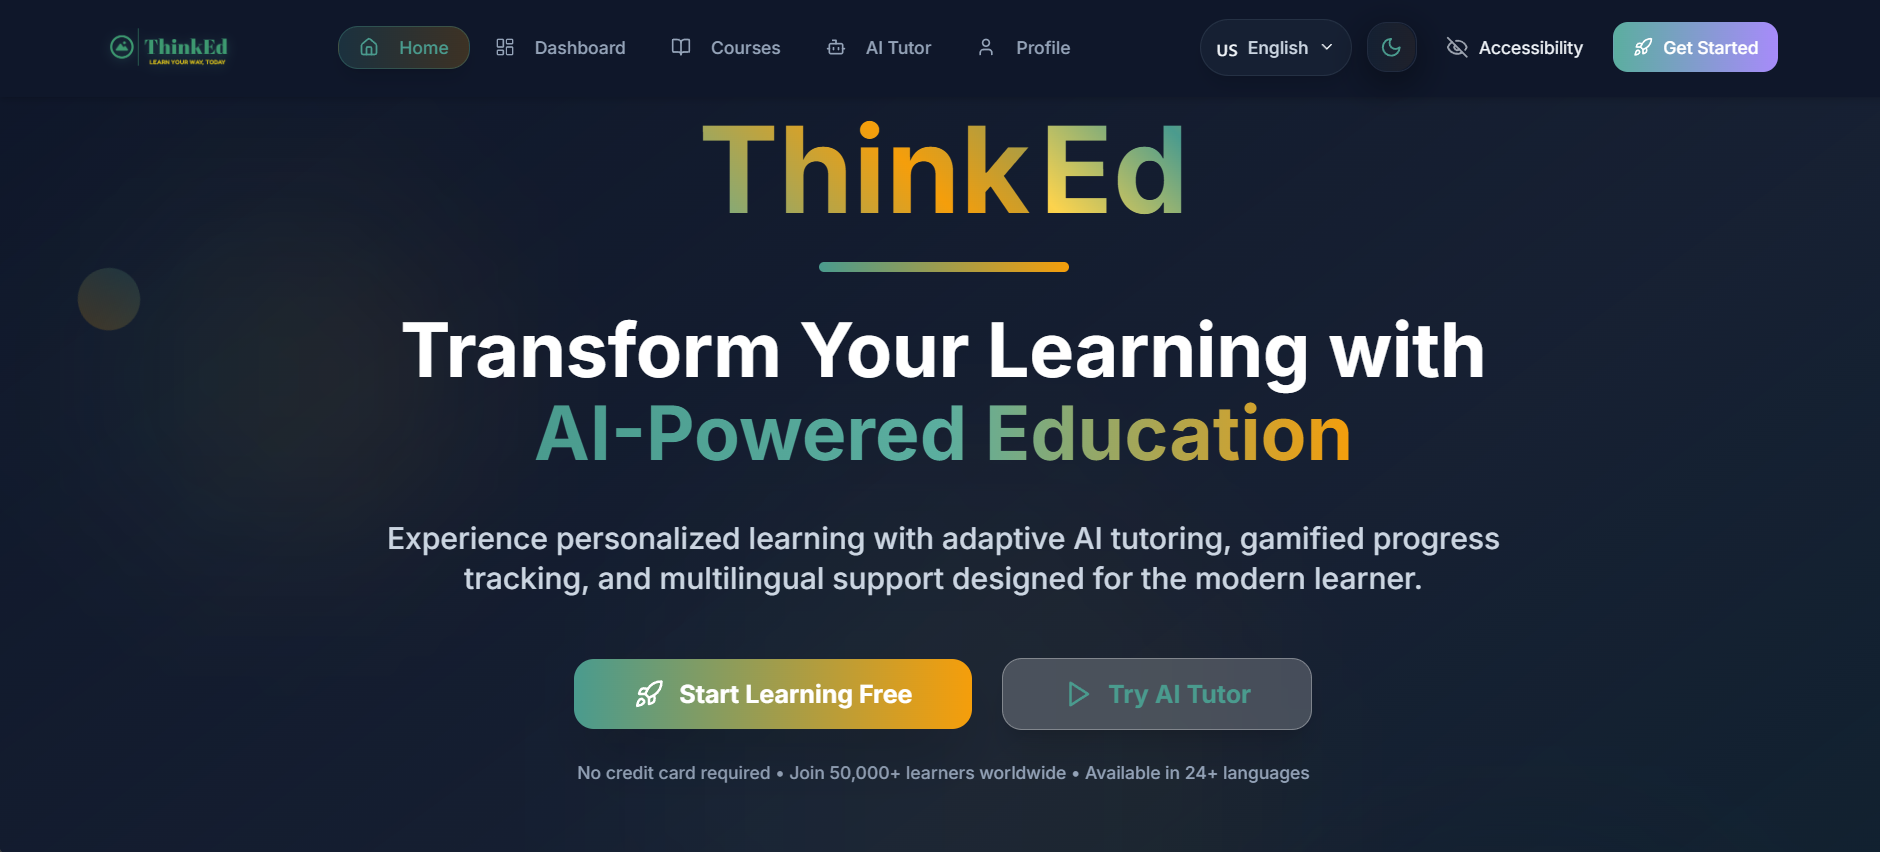 ThinkEd
LEARN YOUR WAY, TODAY
Home
Dashboard
Courses
AI Tutor
Profile
US English
Accessibility
Get Started
ThinkEd
Transform Your Learning with
AI-Powered Education
Experience personalized learning with adaptive AI tutoring, gamified progress
tracking, and multilingual support designed for the modern learner.
Start Learning Free
Try AI Tutor
No credit card required • Join 50,000+ learners worldwide • Available in 24+ languages